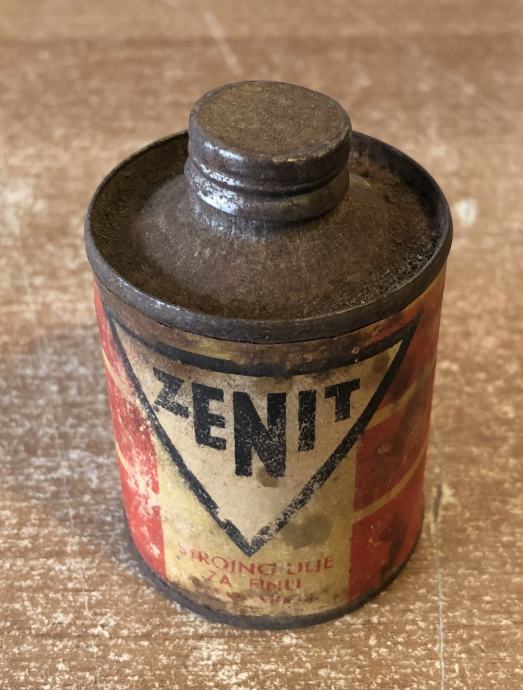 ZENIT
STROJNO ULJE
ZA FINU